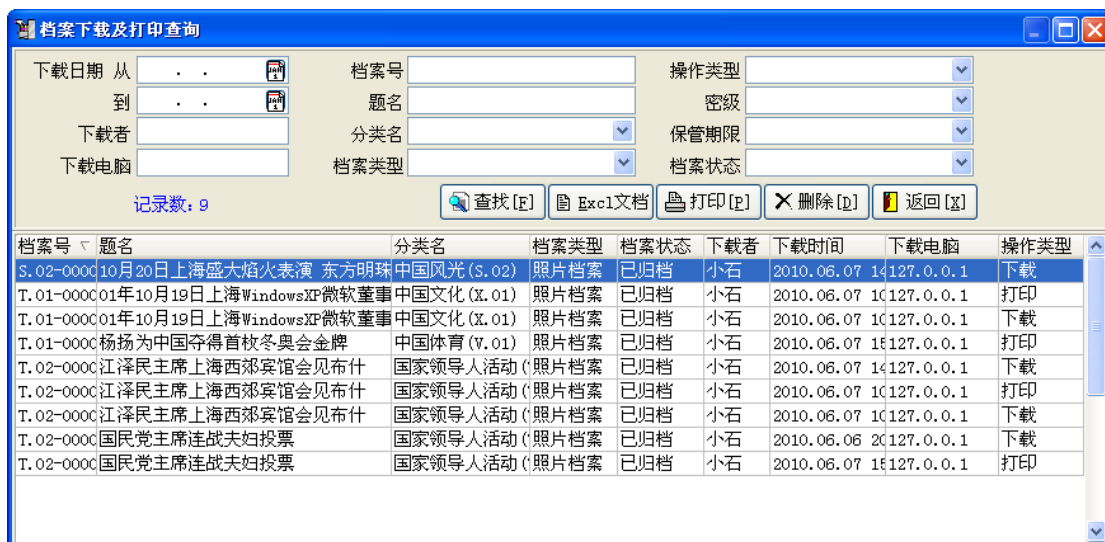 档案下载及打印查询
下载日期 从 . . 档案号 操作类型
到 . . 题名 密级
下载者 分类名 保管期限
下载电脑 档案类型 档案状态
记录数: 9 查找[F] Excl文档 打印[P] 删除[D] 返回[X]
档案号 题名 分类名 档案类型 档案状态 下载者 下载时间 下载电脑 操作类型
S.02-0000 10月20日上海盛大焰火表演 东方明珠 中国风光(S.02) 照片档案 已归档 小石 2010.06.07 14 127.0.0.1 下载
T.01-0000 01年10月19日上海WindowsXP微软董事 中国文化(X.01) 照片档案 已归档 小石 2010.06.07 10 127.0.0.1 打印
T.01-0000 01年10月19日上海WindowsXP微软董事 中国文化(X.01) 照片档案 已归档 小石 2010.06.07 10 127.0.0.1 下载
T.01-0000 杨扬为中国夺得首枚冬奥会金牌 中国体育(V.01) 照片档案 已归档 小石 2010.06.07 15 127.0.0.1 打印
T.02-0000 江泽民主席上海西郊宾馆会见布什 国家领导人活动( 照片档案 已归档 小石 2010.06.07 14 127.0.0.1 下载
T.02-0000 江泽民主席上海西郊宾馆会见布什 国家领导人活动( 照片档案 已归档 小石 2010.06.07 10 127.0.0.1 打印
T.02-0000 江泽民主席上海西郊宾馆会见布什 国家领导人活动( 照片档案 已归档 小石 2010.06.07 10 127.0.0.1 下载
T.02-0000 国民党主席连战夫妇投票 国家领导人活动( 照片档案 已归档 小石 2010.06.06 20 127.0.0.1 下载
T.02-0000 国民党主席连战夫妇投票 国家领导人活动( 照片档案 已归档 小石 2010.06.07 15 127.0.0.1 打印